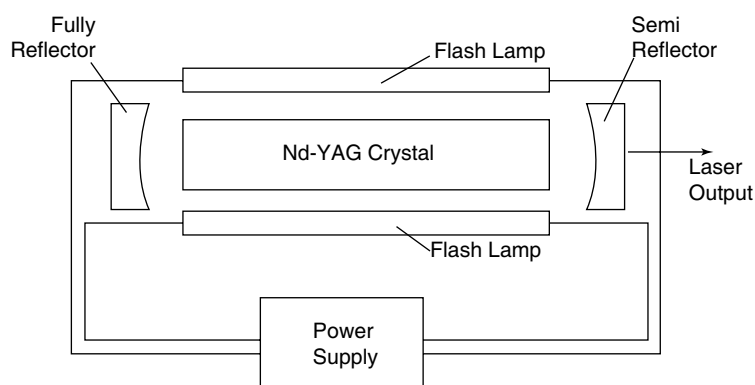 Fully
Reflector
Flash Lamp
Semi
Reflector
Nd-YAG Crystal
Laser
Output
Flash Lamp
Power
Supply